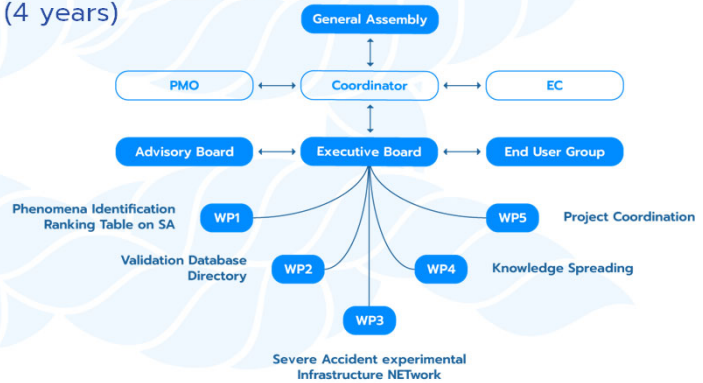 (4 years)
General Assembly
PMO
Coordinator
EC
Advisory Board
Executive Board
End User Group
Phenomena Identification
Ranking Table on SA
WP1
WP5
Project Coordination
Validation Database
Directory
WP2
WP4
Knowledge Spreading
WP3
Severe Accident experimental
Infrastructure NETwork